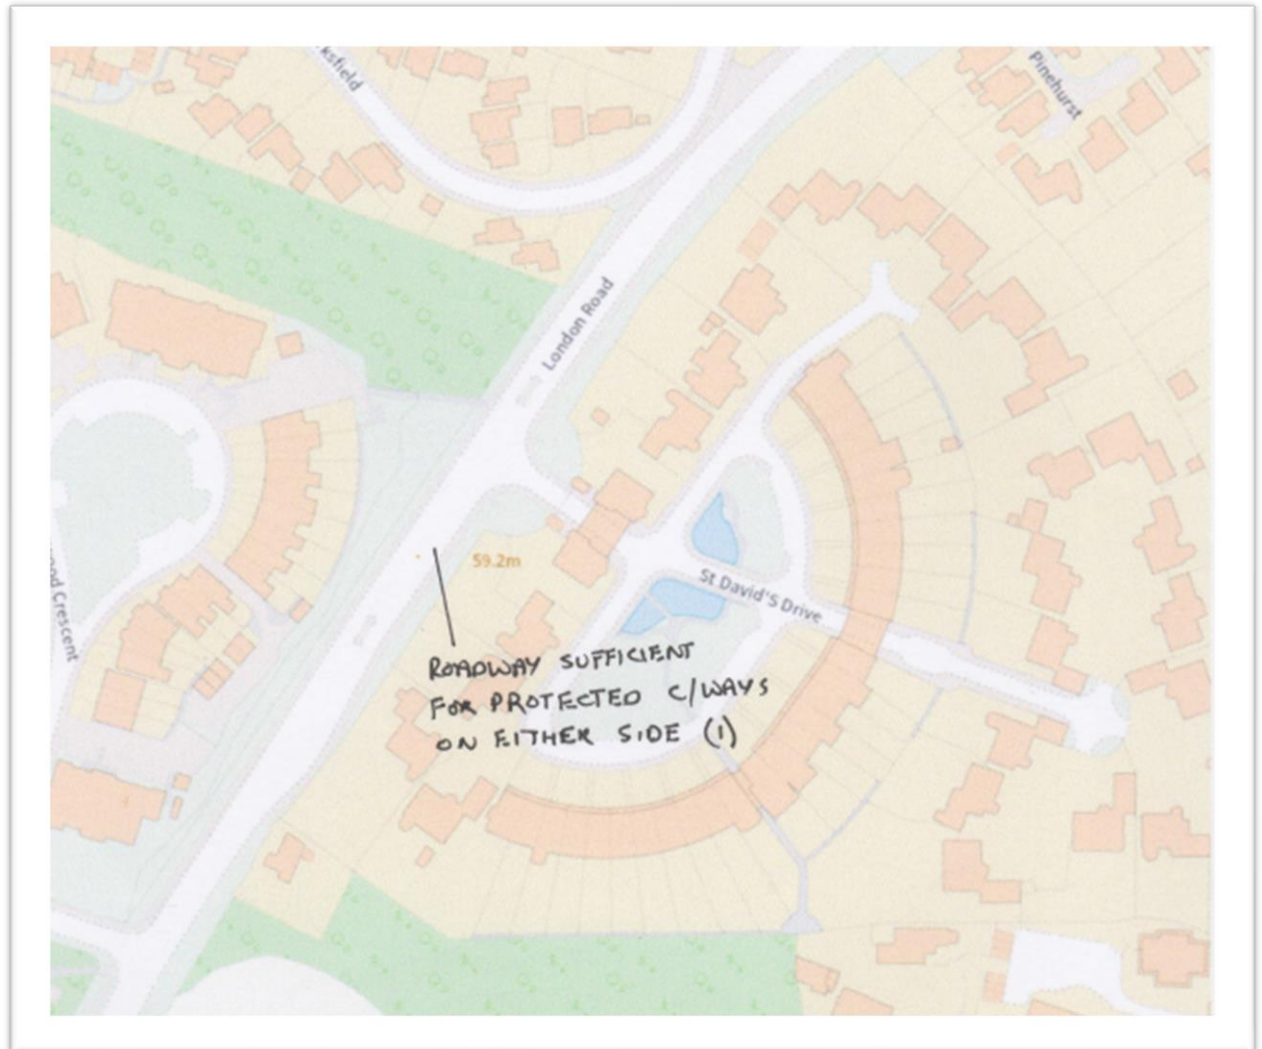 ksfield
Pinehurst
London Road
59.2m
St David'S Drive
ood Crescent
ROADWAY SUFFICIENT
FOR PROTECTED C/WAYS
ON EITHER SIDE (1)